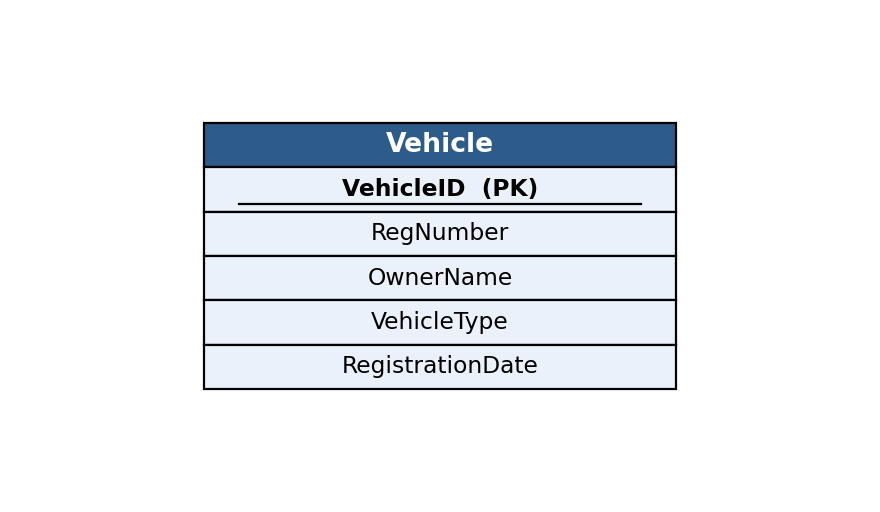 Vehicle
VehicleID (PK)
RegNumber
OwnerName
VehicleType
RegistrationDate